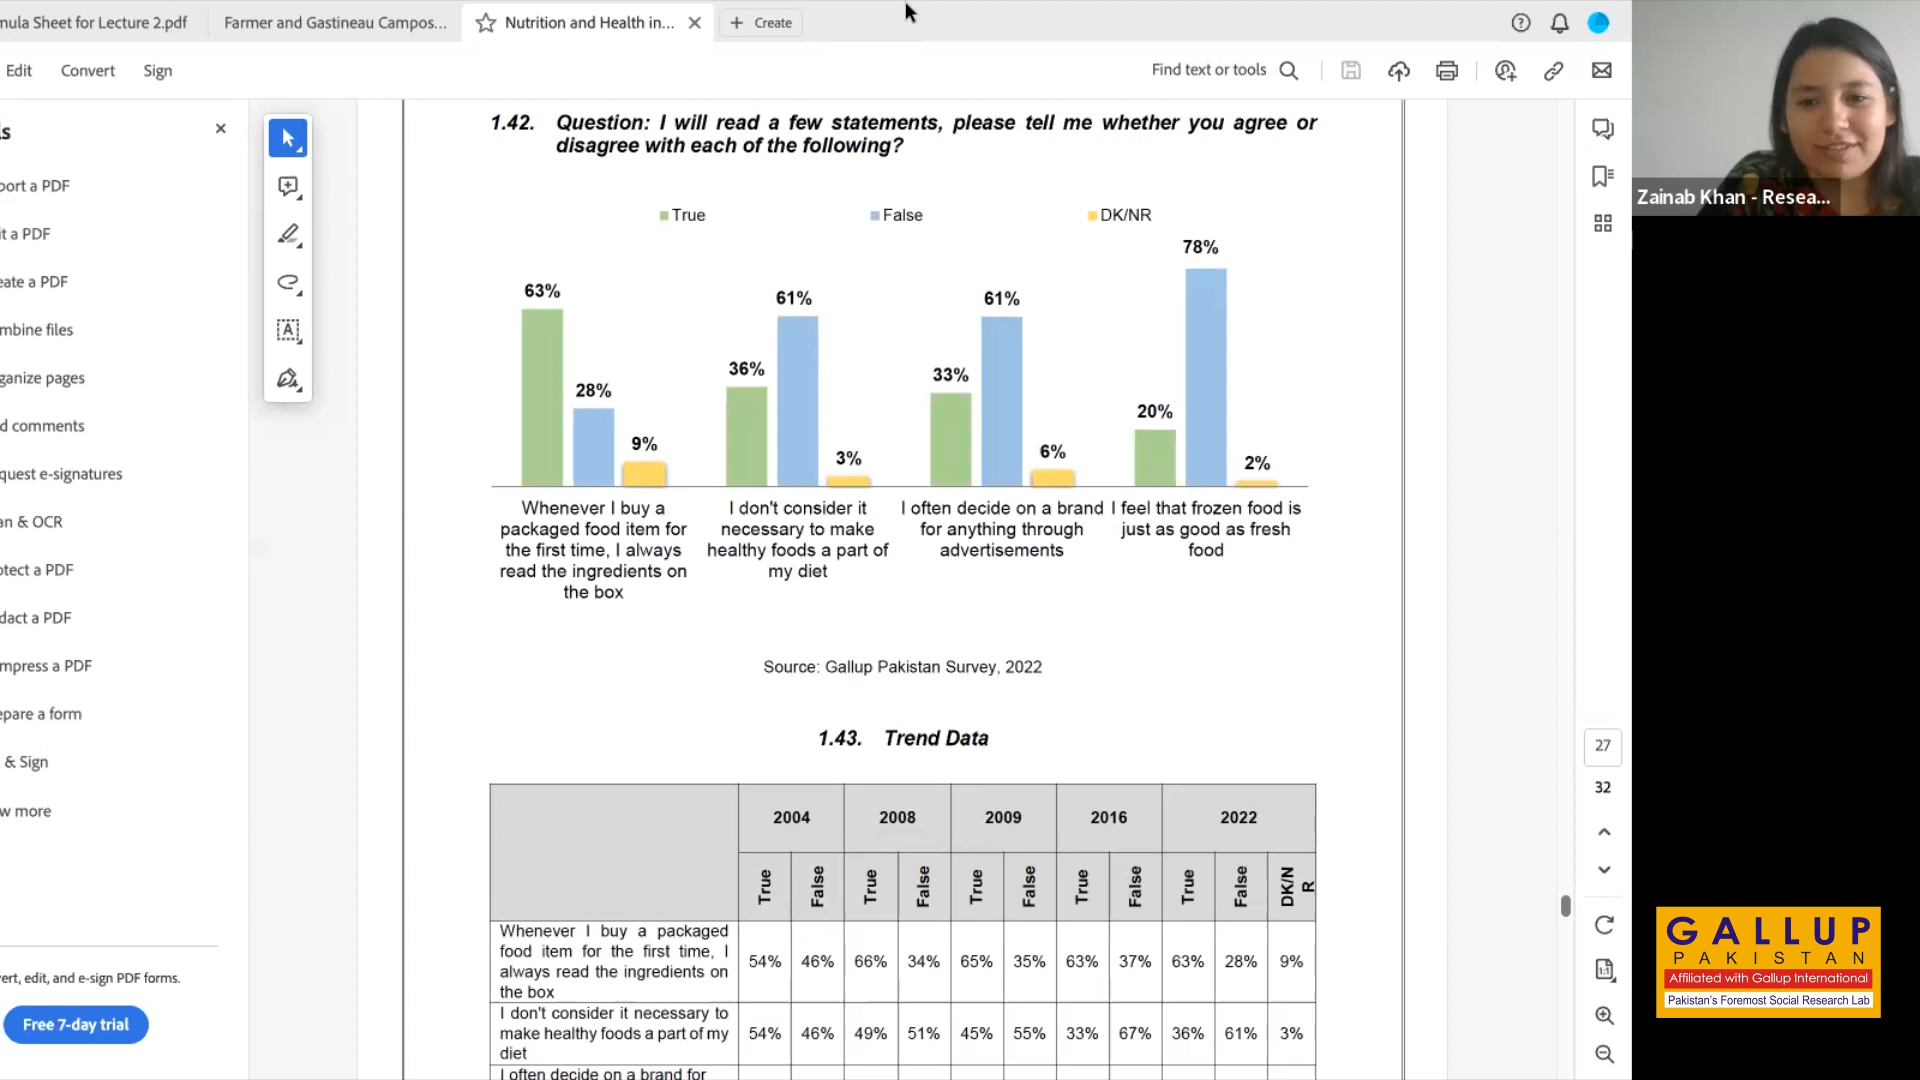 mula Sheet for Lecture 2.pdf
Farmer and Gastineau Campos...
Nutrition and Health in...
Create
Edit
Convert
Sign
Find text or tools
s
port a PDF
it a PDF
eate a PDF
mbine files
ganize pages
d comments
quest e-signatures
an & OCR
otect a PDF
dact a PDF
mpress a PDF
epare a form
& Sign
w more
vert, edit, and e-sign PDF forms.
Free 7-day trial
1.42. Question: I will read a few statements, please tell me whether you agree or
disagree with each of the following?
True
False
DK/NR
63%
28%
9%
36%
61%
3%
33%
61%
6%
20%
78%
2%
Whenever I buy a
packaged food item for
the first time, I always
read the ingredients on
the box
I don't consider it
necessary to make
healthy foods a part of
my diet
I often decide on a brand
for anything through
advertisements
I feel that frozen food is
just as good as fresh
food
Source: Gallup Pakistan Survey, 2022
1.43. Trend Data
2004 2008 2009 2016 2022
True False True False True False True False True False DK/N
R
Whenever I buy a packaged
food item for the first time, I
always read the ingredients on
the box
54% 46% 66% 34% 65% 35% 63% 37% 63% 28% 9%
I don't consider it necessary to
make healthy foods a part of my
diet
54% 46% 49% 51% 45% 55% 33% 67% 36% 61% 3%
I often decide on a brand for
27
32
1:1
Zainab Khan - Resea...
GALLUP
PAKISTAN
Affiliated with Gallup International
Pakistan's Foremost Social Research Lab